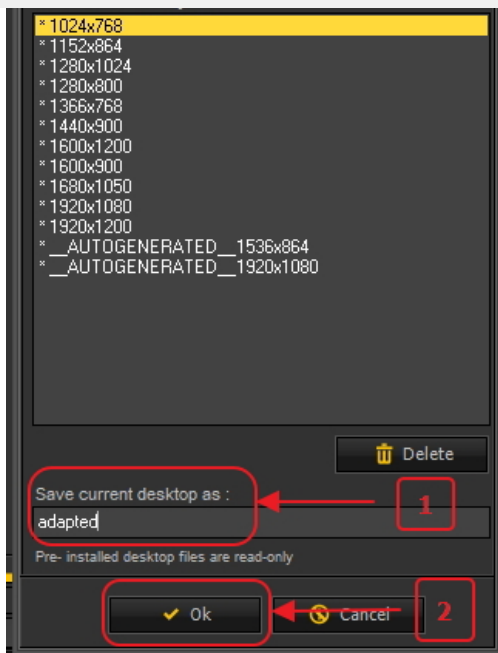 * 1024x768
* 1152x864
* 1280x1024
* 1280x800
* 1366x768
* 1440x900
* 1600x1200
* 1600x900
* 1680x1050
* 1920x1080
* 1920x1200
* __AUTOGENERATED__1536x864
* __AUTOGENERATED__1920x1080
Delete
Save current desktop as :
1
adapted
Pre- installed desktop files are read-only
Ok
Cancel
2